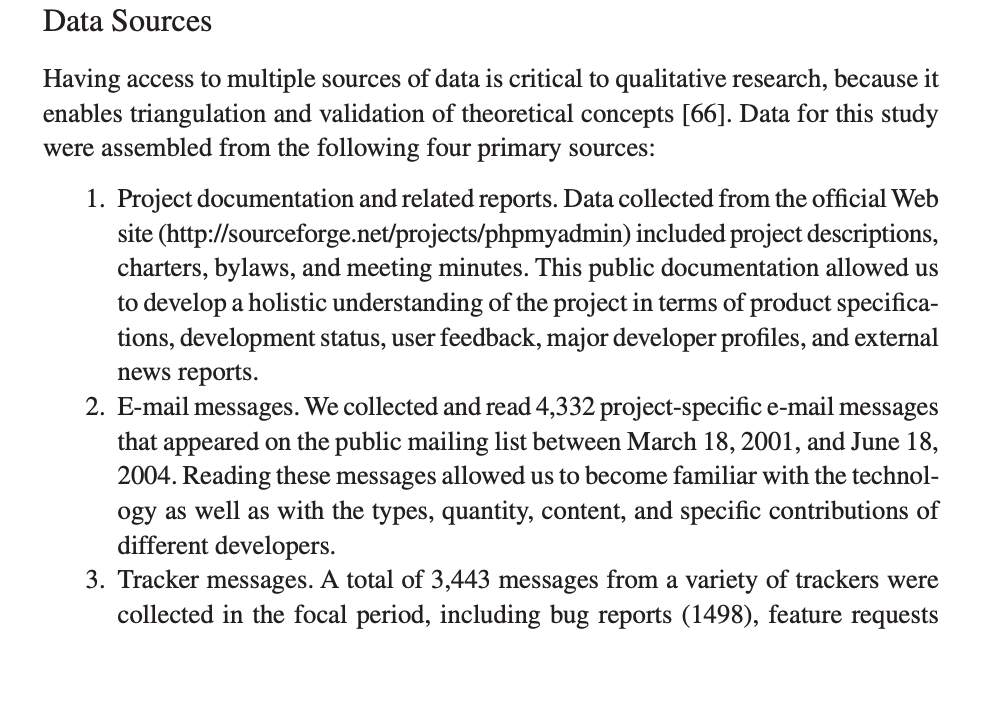 Data Sources
Having access to multiple sources of data is critical to qualitative research, because it
enables triangulation and validation of theoretical concepts [66]. Data for this study
were assembled from the following four primary sources:
1. Project documentation and related reports. Data collected from the official Web
site (http://sourceforge.net/projects/phpmyadmin) included project descriptions,
charters, bylaws, and meeting minutes. This public documentation allowed us
to develop a holistic understanding of the project in terms of product specifica-
tions, development status, user feedback, major developer profiles, and external
news reports.
2. E-mail messages. We collected and read 4,332 project-specific e-mail messages
that appeared on the public mailing list between March 18, 2001, and June 18,
2004. Reading these messages allowed us to become familiar with the technol-
ogy as well as with the types, quantity, content, and specific contributions of
different developers.
3. Tracker messages. A total of 3,443 messages from a variety of trackers were
collected in the focal period, including bug reports (1498), feature requests